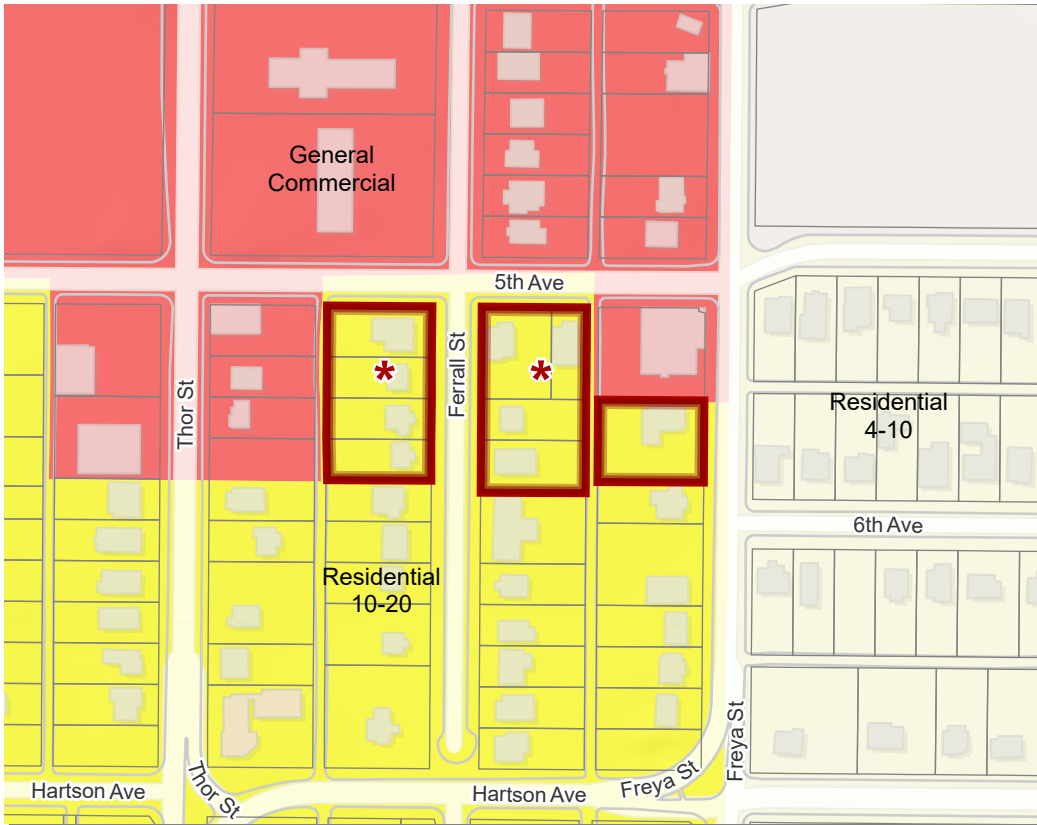 General
Commercial
5th Ave
Ferrall St
*
*
Thor St
Residential
4-10
6th Ave
Residential
10-20
Freya St
Thor St
Freya St
Hartson Ave
Hartson Ave